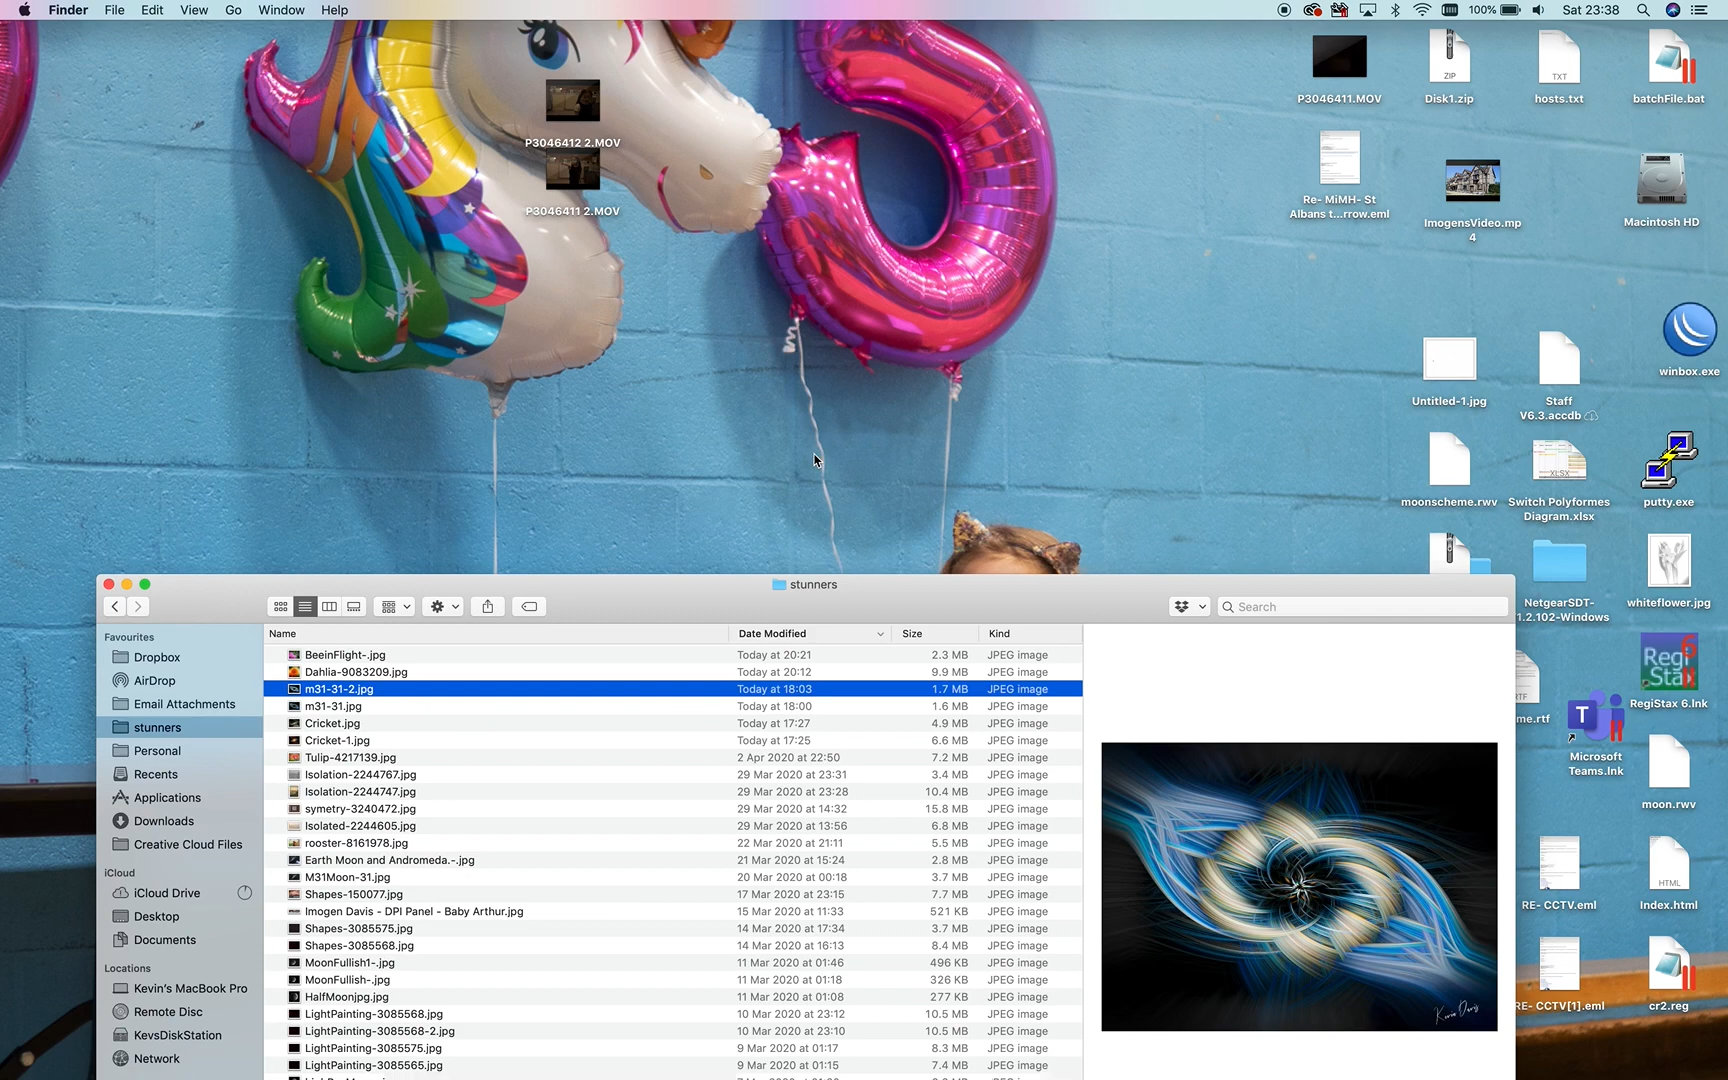 Finder File Edit View Go Window Help
100% Sat 23:38
P3046412 2.MOV
P3046411 2.MOV
P3046411.MOV
ZIP
Disk1.zip
TXT
hosts.txt
batchFile.bat
Re- MiMH- St
Albans t...rrow.eml
ImogensVideo.mp
4
Macintosh HD
winbox.exe
Untitled-1.jpg
Staff
V6.3.accdb
moonscheme.rwv
XLSX
Switch Polyformes
Diagram.xlsx
putty.exe
ZIP
NetgearSDT-
1.2.102-Windows
whiteflower.jpg
RTF
me.rtf
T
Microsoft
Teams.lnk
Regi
Stax
6
RegiStax 6.lnk
moon.rwv
RE- CCTV.eml
HTML
Index.html
RE- CCTV[1].eml
cr2.reg
stunners
Search
Favourites
Dropbox
AirDrop
Email Attachments
stunners
Personal
Recents
Applications
Downloads
Creative Cloud Files
iCloud
iCloud Drive
Desktop
Documents
Locations
Kevin's MacBook Pro
Remote Disc
KevsDiskStation
Network
Name Date Modified Size Kind
BeeinFlight-.jpg Today at 20:21 2.3 MB JPEG image
Dahlia-9083209.jpg Today at 20:12 9.9 MB JPEG image
m31-31-2.jpg Today at 18:03 1.7 MB JPEG image
m31-31.jpg Today at 18:00 1.6 MB JPEG image
Cricket.jpg Today at 17:27 4.9 MB JPEG image
Cricket-1.jpg Today at 17:25 6.6 MB JPEG image
Tulip-4217139.jpg 2 Apr 2020 at 22:50 7.2 MB JPEG image
Isolation-2244767.jpg 29 Mar 2020 at 23:31 3.4 MB JPEG image
Isolation-2244747.jpg 29 Mar 2020 at 23:28 10.4 MB JPEG image
symetry-3240472.jpg 29 Mar 2020 at 14:32 15.8 MB JPEG image
Isolated-2244605.jpg 29 Mar 2020 at 13:56 6.8 MB JPEG image
rooster-8161978.jpg 22 Mar 2020 at 21:11 5.5 MB JPEG image
Earth Moon and Andromeda.-.jpg 21 Mar 2020 at 15:24 2.8 MB JPEG image
M31Moon-31.jpg 20 Mar 2020 at 00:18 3.7 MB JPEG image
Shapes-150077.jpg 17 Mar 2020 at 23:15 7.7 MB JPEG image
Imogen Davis - DPI Panel - Baby Arthur.jpg 15 Mar 2020 at 11:33 521 KB JPEG image
Shapes-3085575.jpg 14 Mar 2020 at 17:34 3.7 MB JPEG image
Shapes-3085568.jpg 14 Mar 2020 at 16:13 8.4 MB JPEG image
MoonFullish1-.jpg 11 Mar 2020 at 01:46 496 KB JPEG image
MoonFullish-.jpg 11 Mar 2020 at 01:18 326 KB JPEG image
HalfMoonjpg.jpg 11 Mar 2020 at 01:08 277 KB JPEG image
LightPainting-3085568.jpg 10 Mar 2020 at 23:12 10.5 MB JPEG image
LightPainting-3085568-2.jpg 10 Mar 2020 at 23:10 10.5 MB JPEG image
LightPainting-3085575.jpg 9 Mar 2020 at 01:17 8.3 MB JPEG image
LightPainting-3085565.jpg 9 Mar 2020 at 01:15 7.4 MB JPEG image
Kevin Davis